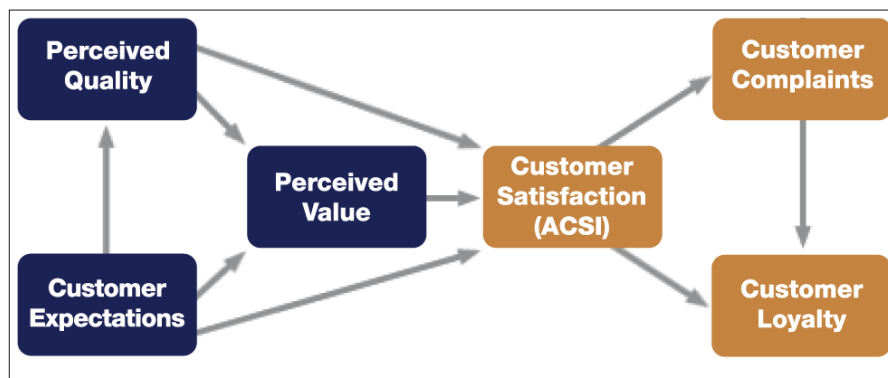 Perceived
Quality
Customer
Complaints
Perceived
Value
Customer
Satisfaction
(ACSI)
Customer
Expectations
Customer
Loyalty